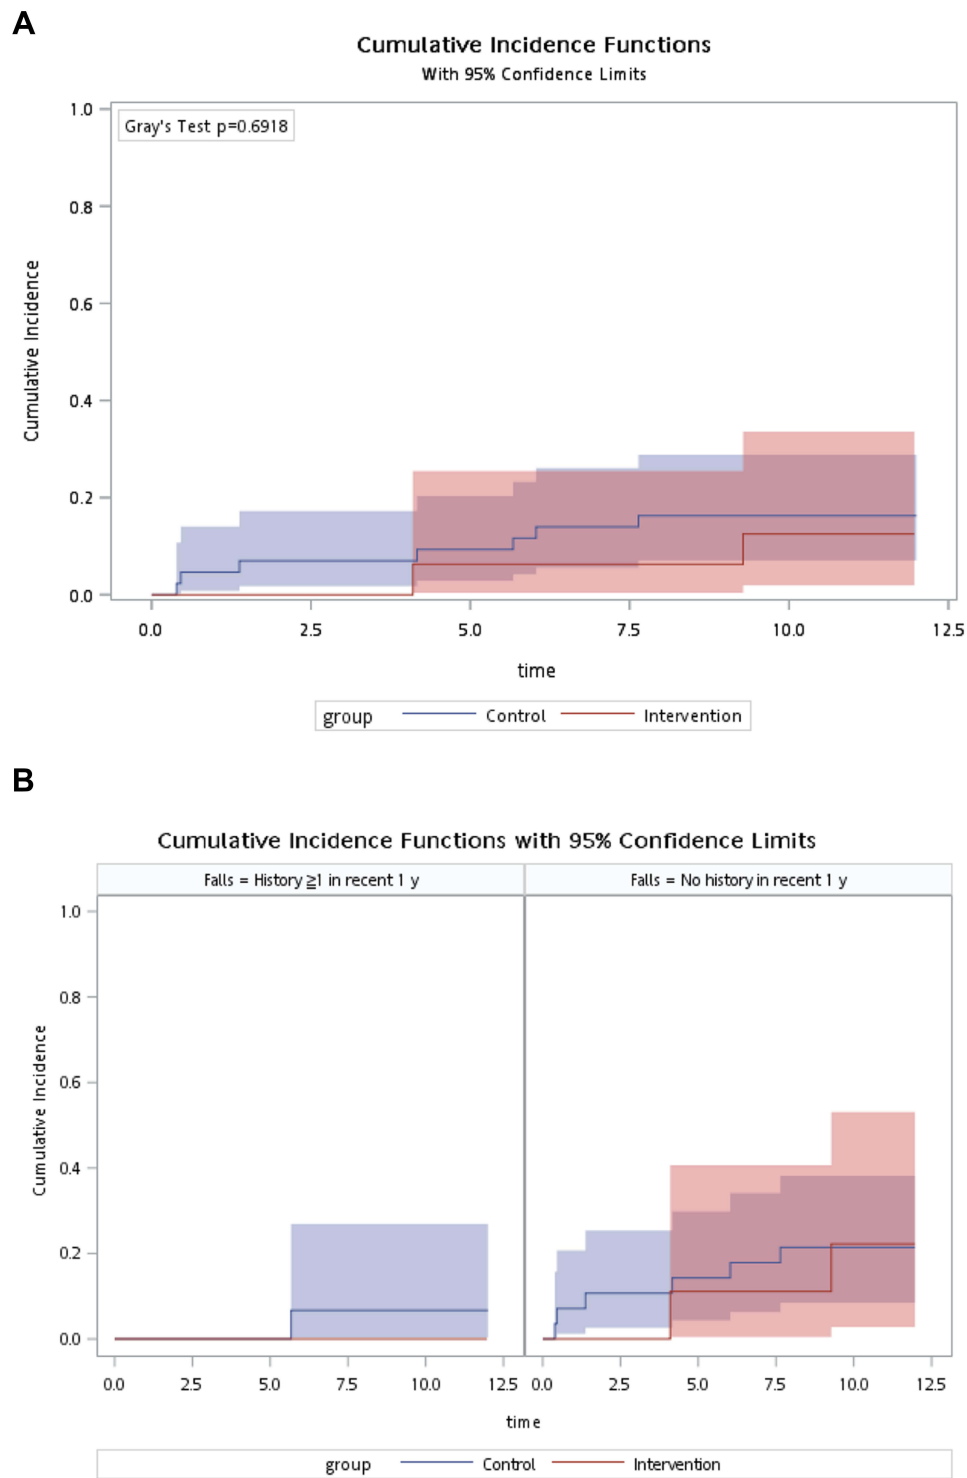 A
Cumulative Incidence Functions
With 95% Confidence Limits
Gray's Test p=0.6918
1.0
0.8
0.6
0.4
0.2
0.0
Cumulative Incidence
0.0 2.5 5.0 7.5 10.0 12.5
time
group Control Intervention
B
Cumulative Incidence Functions with 95% Confidence Limits
Falls = History ≧1 in recent 1 y Falls = No history in recent 1 y
1.0
0.8
0.6
0.4
0.2
0.0
Cumulative Incidence
0.0 2.5 5.0 7.5 10.0 12.5 0.0 2.5 5.0 7.5 10.0 12.5
time
group Control Intervention